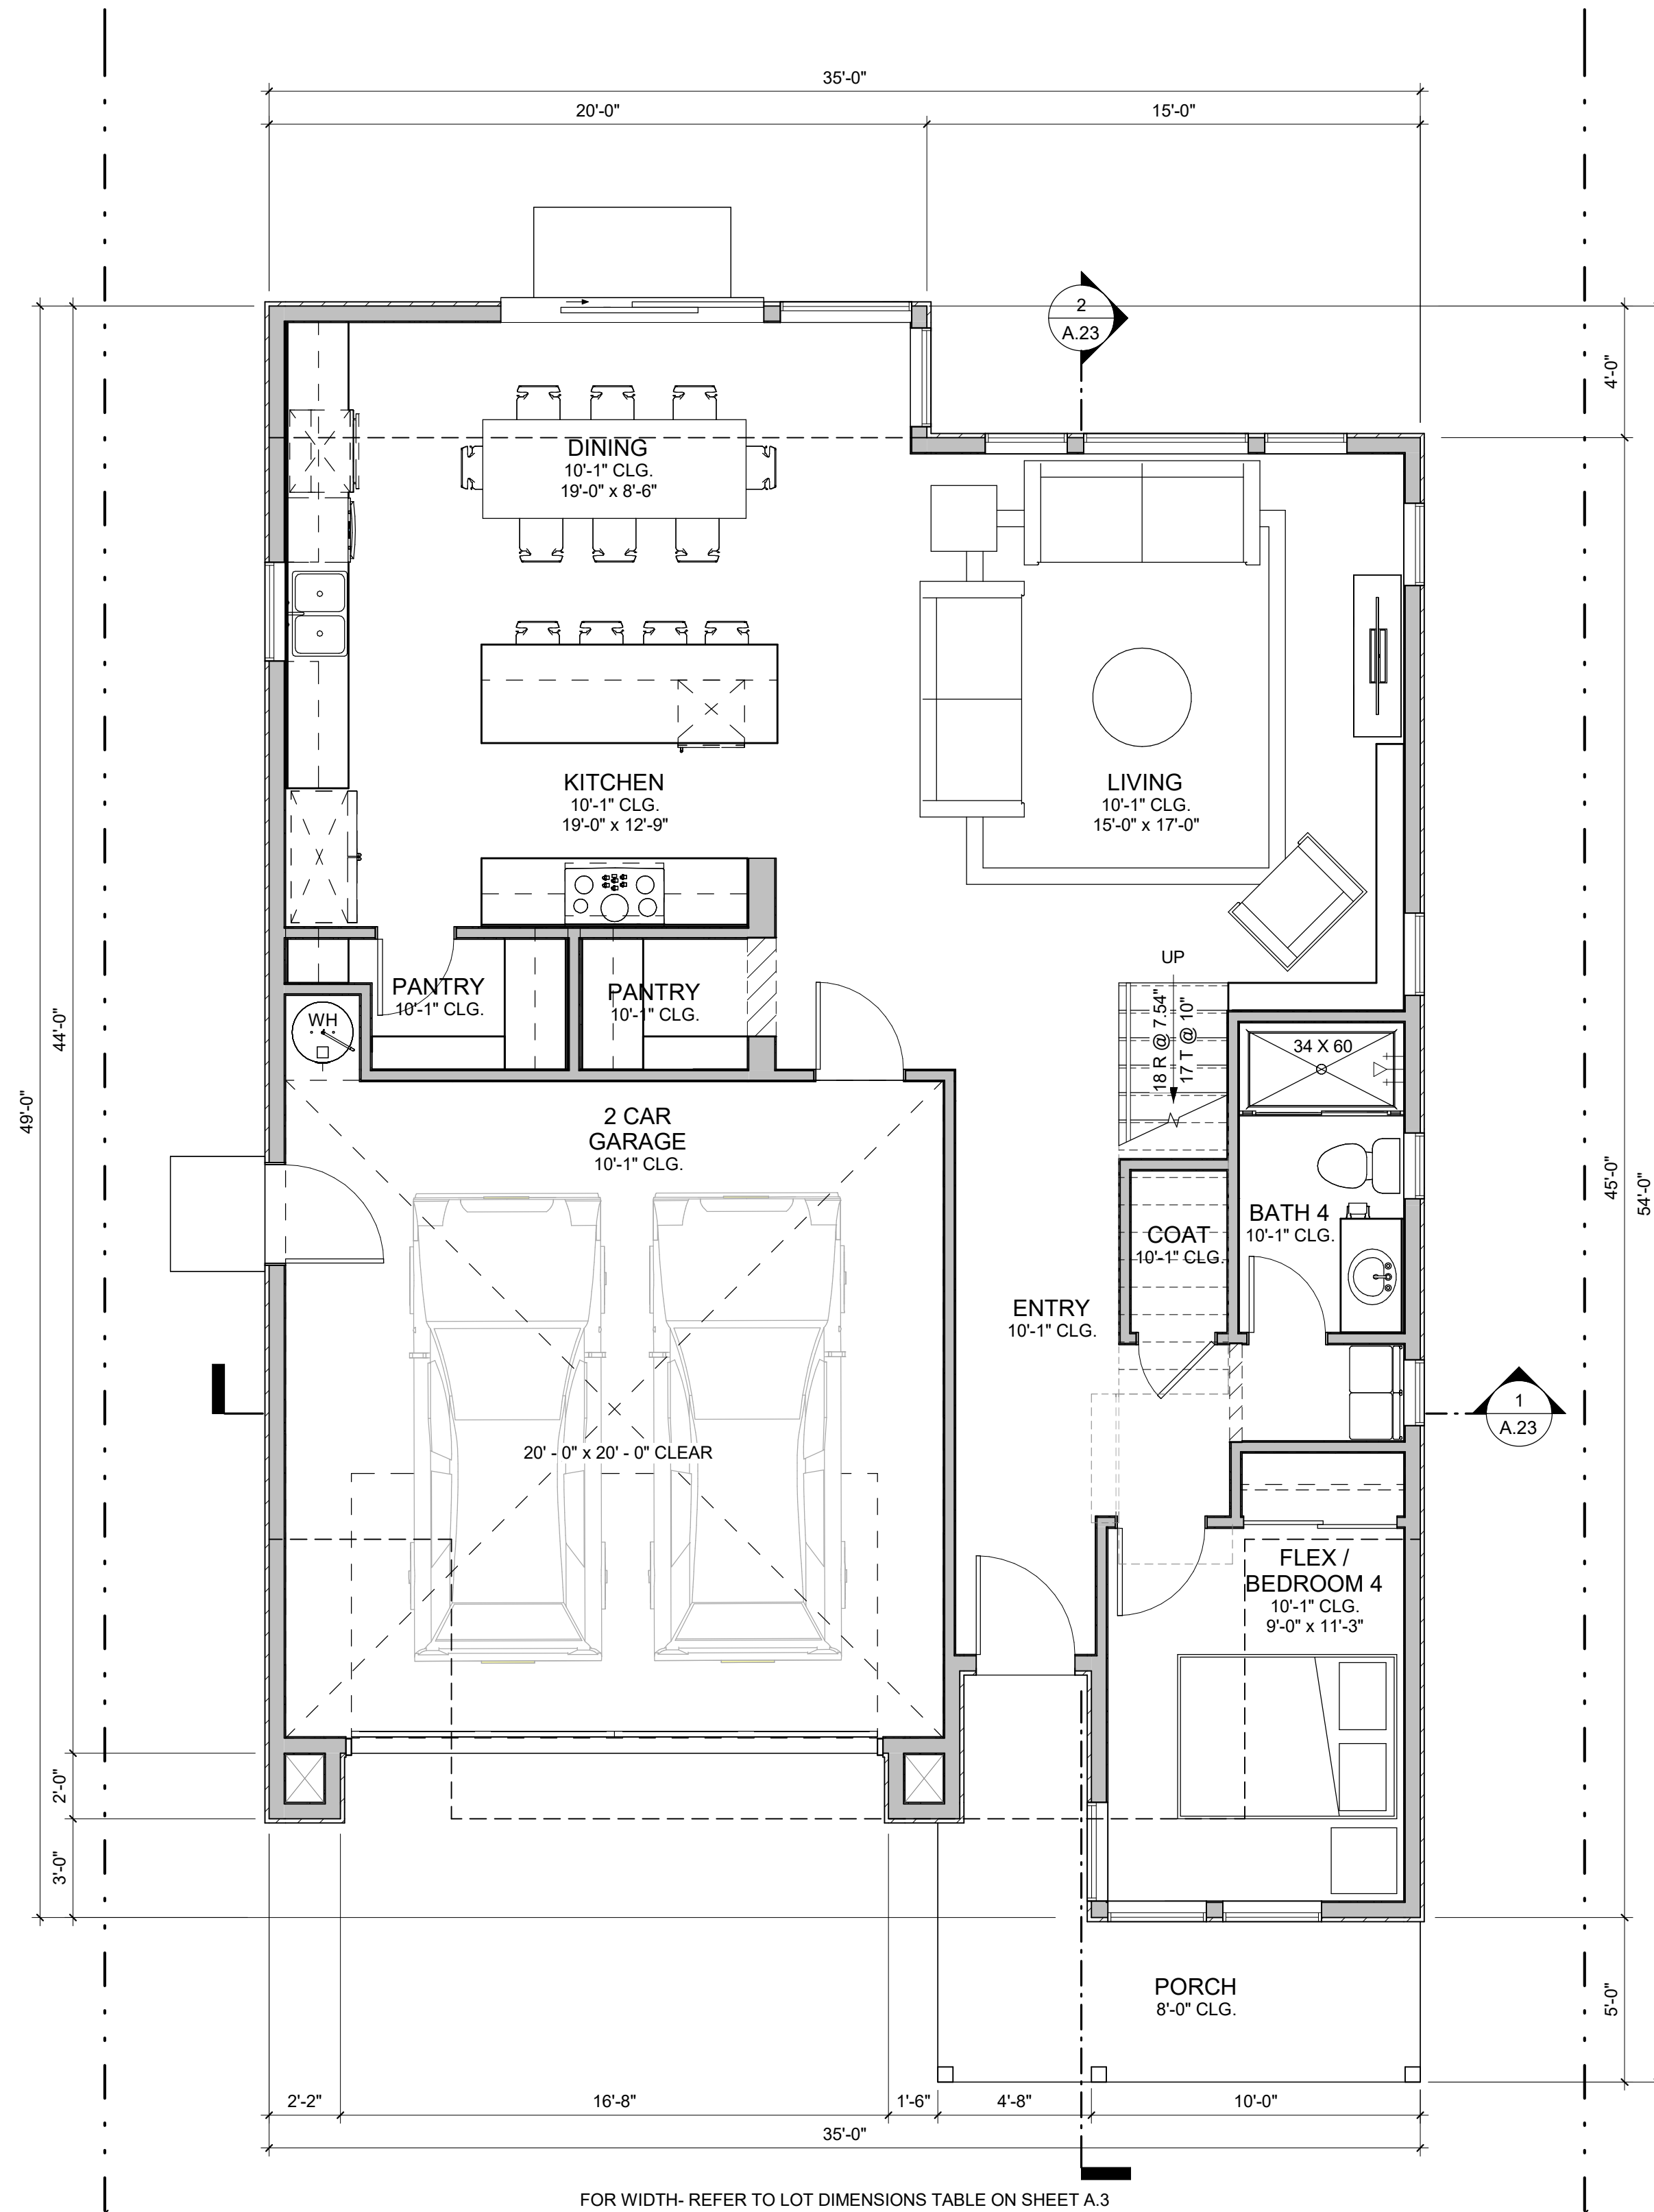 35'-0"
20'-0"
15'-0"
2
A.23
4'-0"
DINING
10'-1" CLG.
19'-0" x 8'-6"
KITCHEN
10'-1" CLG.
19'-0" x 12'-9"
LIVING
10'-1" CLG.
15'-0" x 17'-0"
UP
18 R @ 7.54"
17 T @ 10"
PANTRY
10'-1" CLG.
PANTRY
10'-1" CLG.
WH
34 X 60
49'-0"
44'-0"
2 CAR
GARAGE
10'-1" CLG.
COAT
10'-1" CLG.
BATH 4
10'-1" CLG.
45'-0"
54'-0"
ENTRY
10'-1" CLG.
1
A.23
20' - 0" x 20' - 0" CLEAR
FLEX /
BEDROOM 4
10'-1" CLG.
9'-0" x 11'-3"
2'-0"
3'-0"
PORCH
8'-0" CLG.
5'-0"
2'-2"
16'-8"
1'-6"
4'-8"
10'-0"
35'-0"
FOR WIDTH- REFER TO LOT DIMENSIONS TABLE ON SHEET A.3